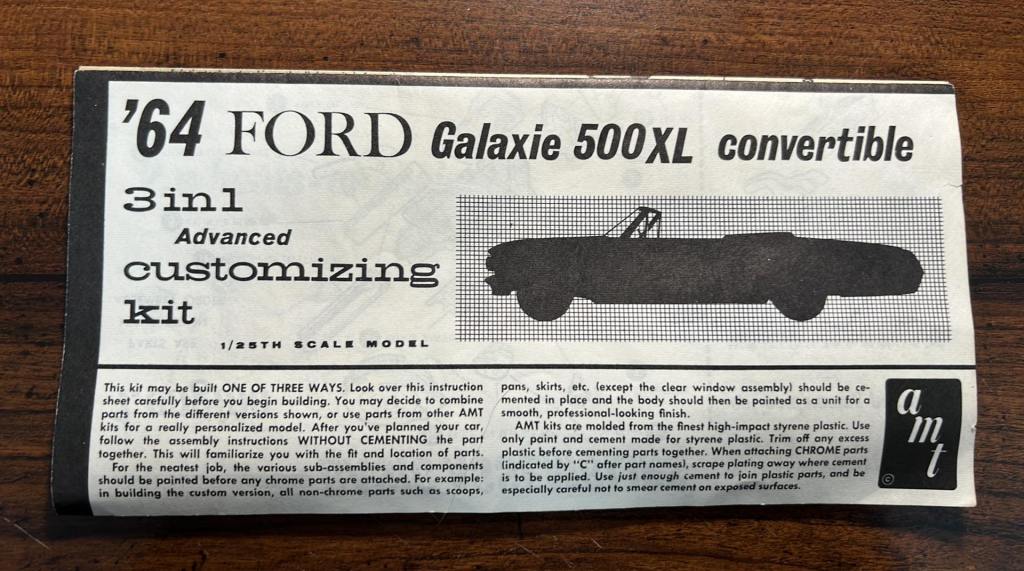 '64 FORD Galaxie 500XL convertible
3 in 1
Advanced
customizing
kit
1/25TH SCALE MODEL
This kit may be built ONE OF THREE WAYS. Look over this instruction
sheet carefully before you begin building. You may decide to combine
parts from the different versions shown, or use parts from other AMT
kits for a really personalized model. After you've planned your car,
follow the assembly instructions WITHOUT CEMENTING the part
together. This will familiarize you with the fit and location of parts.
For the neatest job, the various sub-assemblies and components
should be painted before any chrome parts are attached. For example:
in building the custom version, all non-chrome parts such as scoops,
pans, skirts, etc. (except the clear window assembly) should be ce-
mented in place and the body should then be painted as a unit for a
smooth, professional-looking finish.
AMT kits are molded from the finest high-impact styrene plastic. Use
only paint and cement made for styrene plastic. Trim off any excess
plastic before cementing parts together. When attaching CHROME parts
(indicated by "C" after part names), scrape plating away where cement
is to be applied. Use just enough cement to join plastic parts, and be
especially careful not to smear cement on exposed surfaces.
amt
©